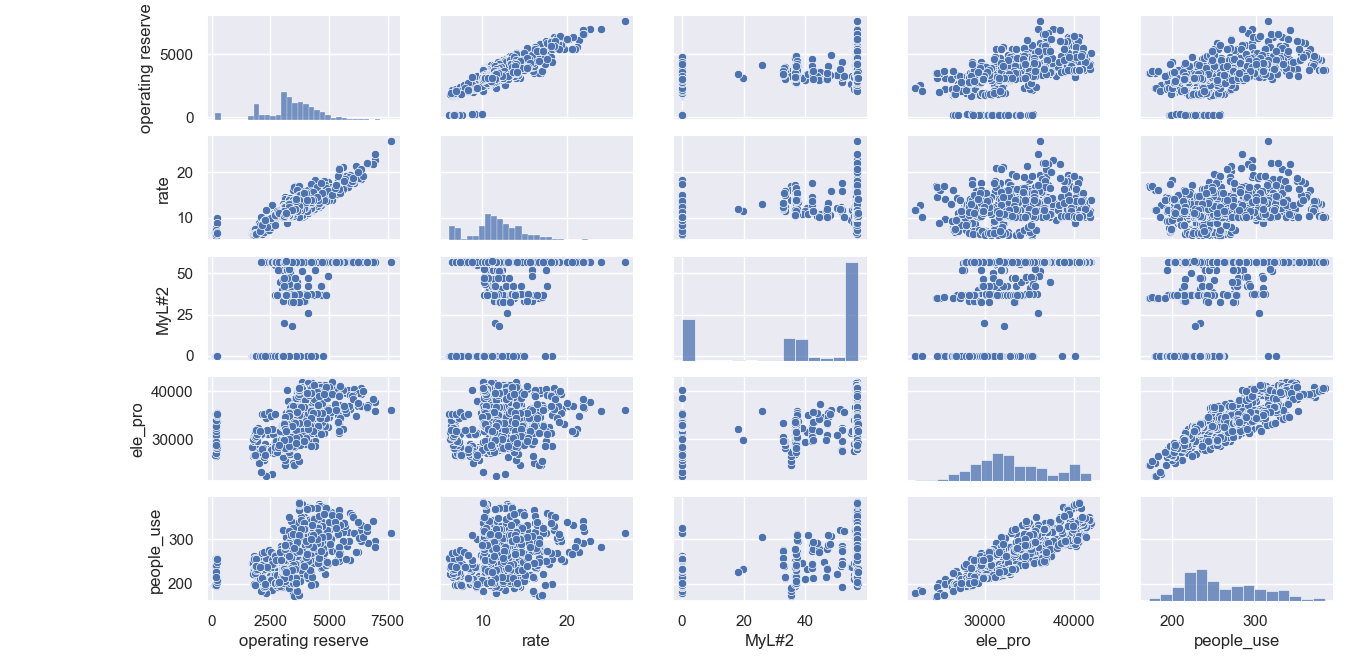 operating reserve
5000
0
rate
20
10
MyL#2
50
25
0
ele_pro
40000
30000
people_use
300
200
0 2500 5000 7500 10 20 0 20 40 30000 40000 200 300
operating reserve rate MyL#2 ele_pro people_use